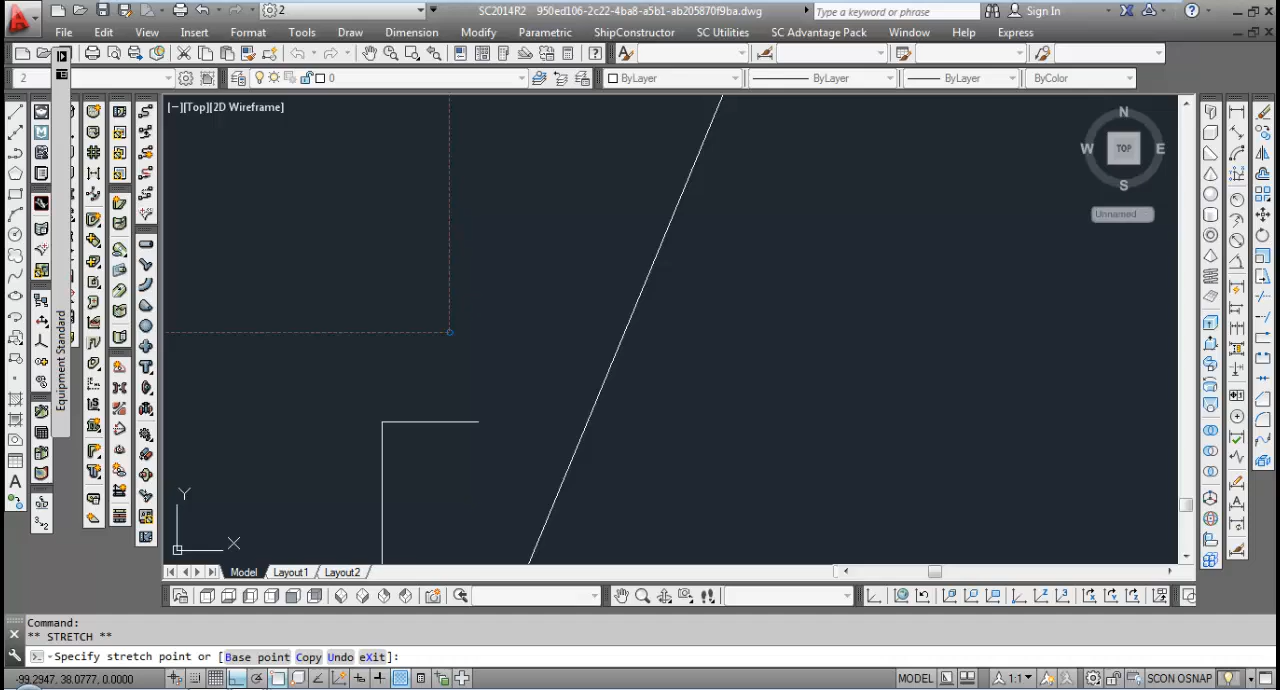 2
SC2014R2 950ed106-2c22-4ba8-a5b1-ab205870f9ba.dwg
Type a keyword or phrase
Sign In
File Edit View Insert Format Tools Draw Dimension Modify Parametric ShipConstructor SC Utilities SC Advantage Pack Window Help Express
2
0
ByLayer
ByLayer
ByLayer
ByColor
[−][Top][2D Wireframe]
N
W TOP E
S
Unnamed
Equipment Standard
Y
X
Model Layout1 Layout2
Command:
** STRETCH **
Specify stretch point or [Base point Copy Undo eXit]:
-99.2947, 38.0777, 0.0000
MODEL
1:1
SCON OSNAP